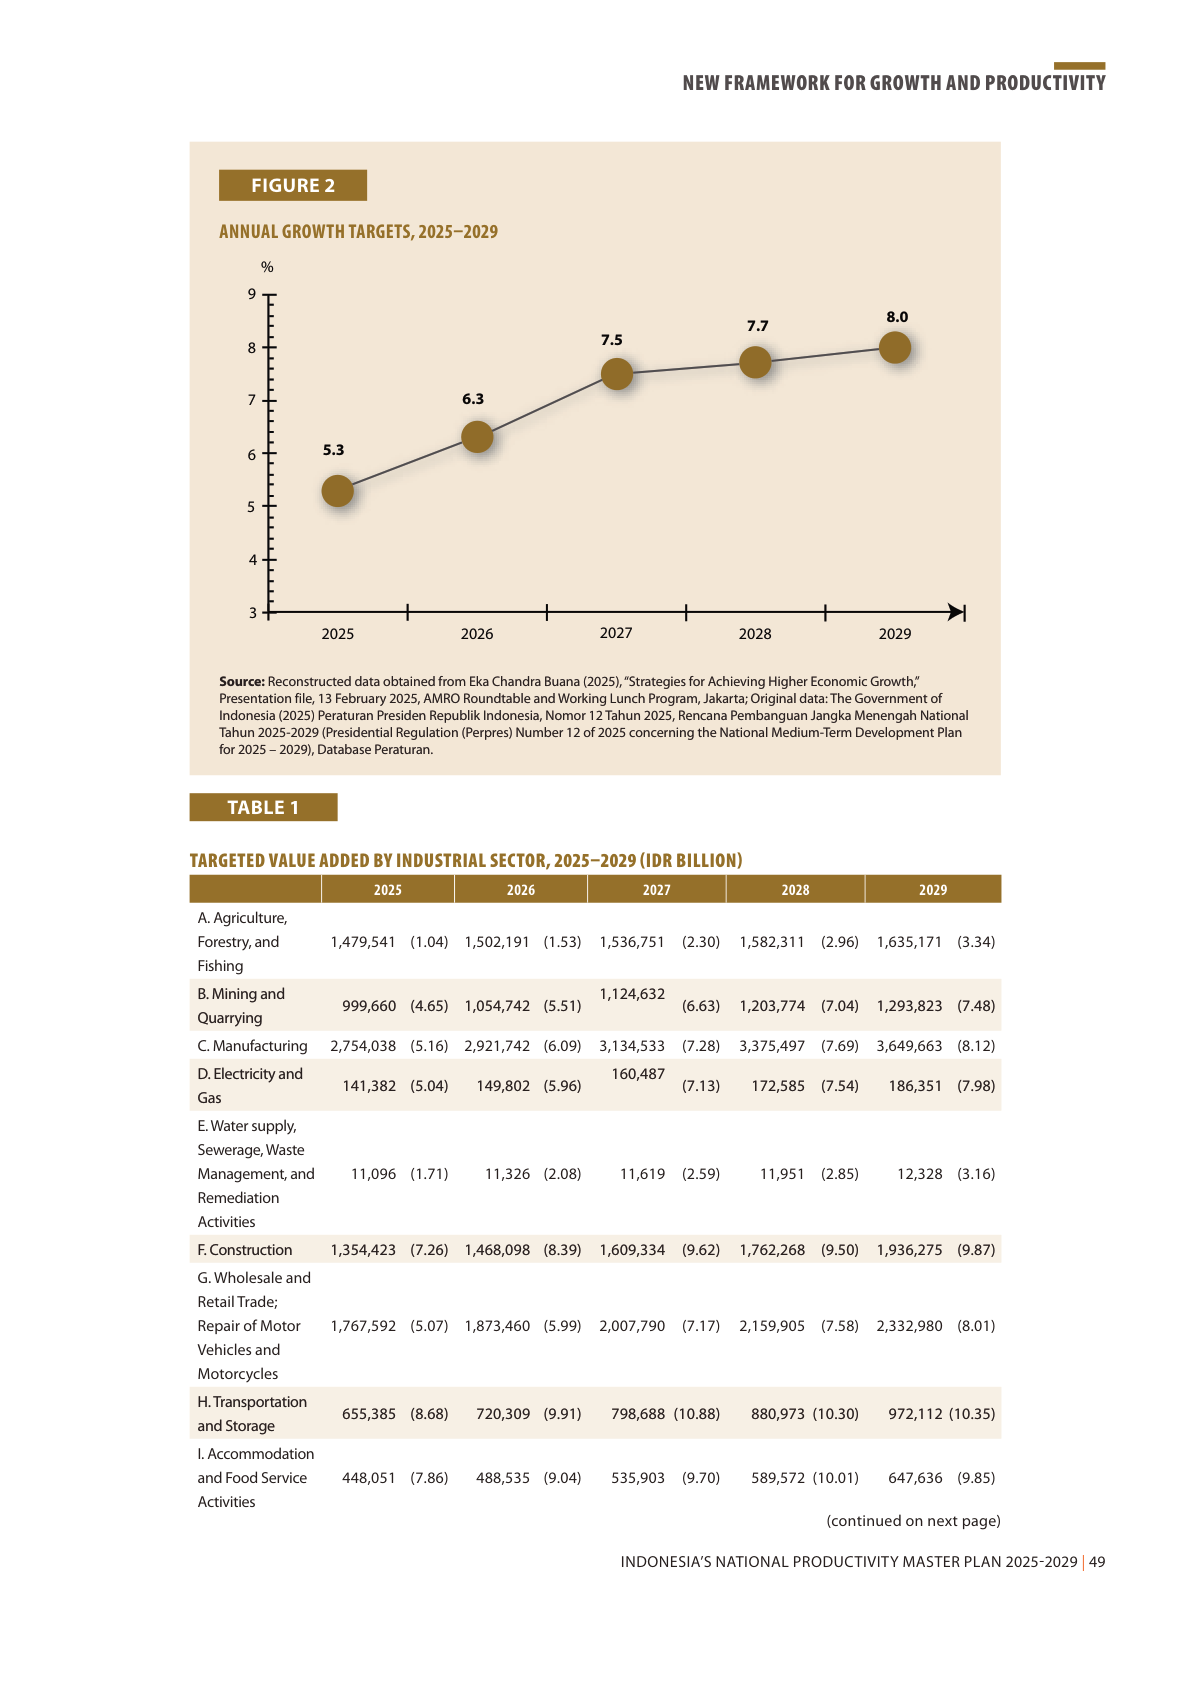 NEW FRAMEWORK FOR GROWTH AND PRODUCTIVITY
FIGURE 2
ANNUAL GROWTH TARGETS, 2025–2029
%
9
8
7
6
5
4
3
5.3
6.3
7.5
7.7
8.0
2025 2026 2027 2028 2029
Source: Reconstructed data obtained from Eka Chandra Buana (2025), “Strategies for Achieving Higher Economic Growth,”
Presentation file, 13 February 2025, AMRO Roundtable and Working Lunch Program, Jakarta; Original data: The Government of
Indonesia (2025) Peraturan Presiden Republik Indonesia, Nomor 12 Tahun 2025, Rencana Pembangunan Jangka Menengah National
Tahun 2025-2029 (Presidential Regulation (Perpres) Number 12 of 2025 concerning the National Medium-Term Development Plan
for 2025 – 2029), Database Peraturan.
TABLE 1
TARGETED VALUE ADDED BY INDUSTRIAL SECTOR, 2025–2029 (IDR BILLION)
2025 2026 2027 2028 2029
A. Agriculture,
Forestry, and
Fishing
1,479,541 (1.04) 1,502,191 (1.53) 1,536,751 (2.30) 1,582,311 (2.96) 1,635,171 (3.34)
B. Mining and
Quarrying
999,660 (4.65) 1,054,742 (5.51) 1,124,632 (6.63) 1,203,774 (7.04) 1,293,823 (7.48)
C. Manufacturing 2,754,038 (5.16) 2,921,742 (6.09) 3,134,533 (7.28) 3,375,497 (7.69) 3,649,663 (8.12)
D. Electricity and
Gas
141,382 (5.04) 149,802 (5.96) 160,487 (7.13) 172,585 (7.54) 186,351 (7.98)
E. Water supply,
Sewerage, Waste
Management, and
Remediation
Activities
11,096 (1.71) 11,326 (2.08) 11,619 (2.59) 11,951 (2.85) 12,328 (3.16)
F. Construction 1,354,423 (7.26) 1,468,098 (8.39) 1,609,334 (9.62) 1,762,268 (9.50) 1,936,275 (9.87)
G. Wholesale and
Retail Trade;
Repair of Motor
Vehicles and
Motorcycles
1,767,592 (5.07) 1,873,460 (5.99) 2,007,790 (7.17) 2,159,905 (7.58) 2,332,980 (8.01)
H. Transportation
and Storage
655,385 (8.68) 720,309 (9.91) 798,688 (10.88) 880,973 (10.30) 972,112 (10.35)
I. Accommodation
and Food Service
Activities
448,051 (7.86) 488,535 (9.04) 535,903 (9.70) 589,572 (10.01) 647,636 (9.85)
(continued on next page)
INDONESIA’S NATIONAL PRODUCTIVITY MASTER PLAN 2025-2029 | 49